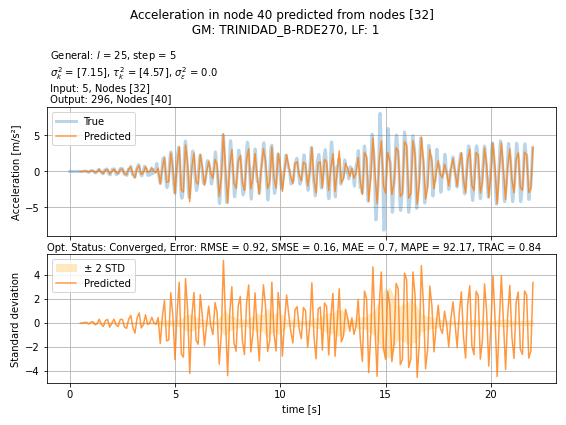 Acceleration in node 40 predicted from nodes [32]
GM: TRINIDAD_B-RDE270, LF: 1
General: l = 25, step = 5
σ²ₖ = [7.15], τ²ₖ = [4.57], σ²ε = 0.0
Input: 5, Nodes [32]
Output: 296, Nodes [40]
True
Predicted
Acceleration [m/s²]
5
0
−5
Opt. Status: Converged, Error: RMSE = 0.92, SMSE = 0.16, MAE = 0.7, MAPE = 92.17, TRAC = 0.84
± 2 STD
Predicted
Standard deviation
4
2
0
−2
−4
0 5 10 15 20
time [s]